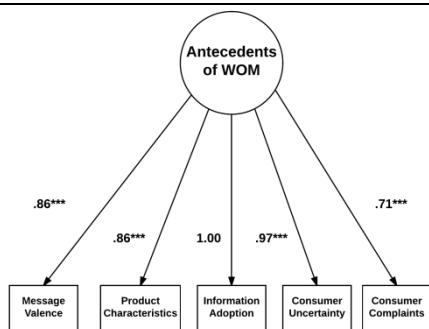 Antecedents
of WOM
.86***
.86***
1.00
.97***
.71***
Message
Valence
Product
Characteristics
Information
Adoption
Consumer
Uncertainty
Consumer
Complaints